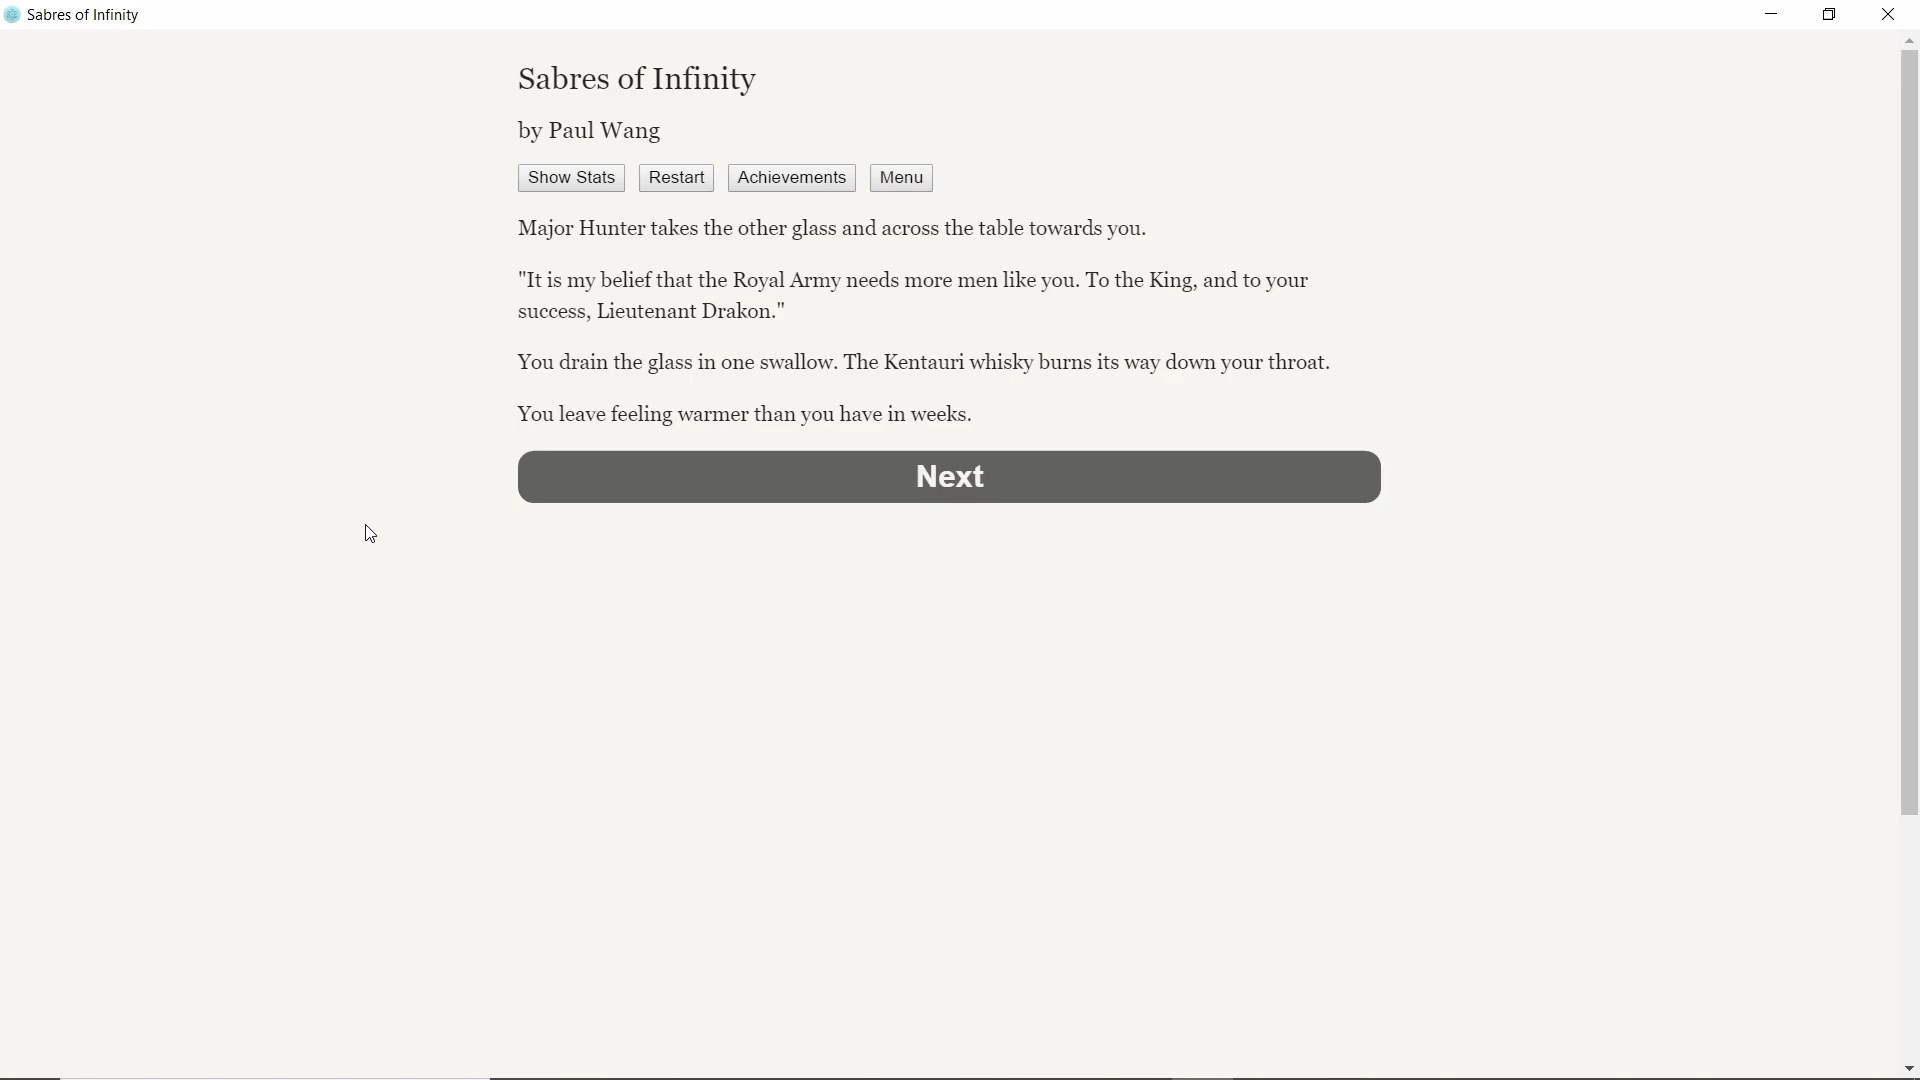 Sabres of Infinity
Sabres of Infinity
by Paul Wang
Show Stats Restart Achievements Menu
Major Hunter takes the other glass and across the table towards you.
"It is my belief that the Royal Army needs more men like you. To the King, and to your
success, Lieutenant Drakon."
You drain the glass in one swallow. The Kentauri whisky burns its way down your throat.
You leave feeling warmer than you have in weeks.
Next